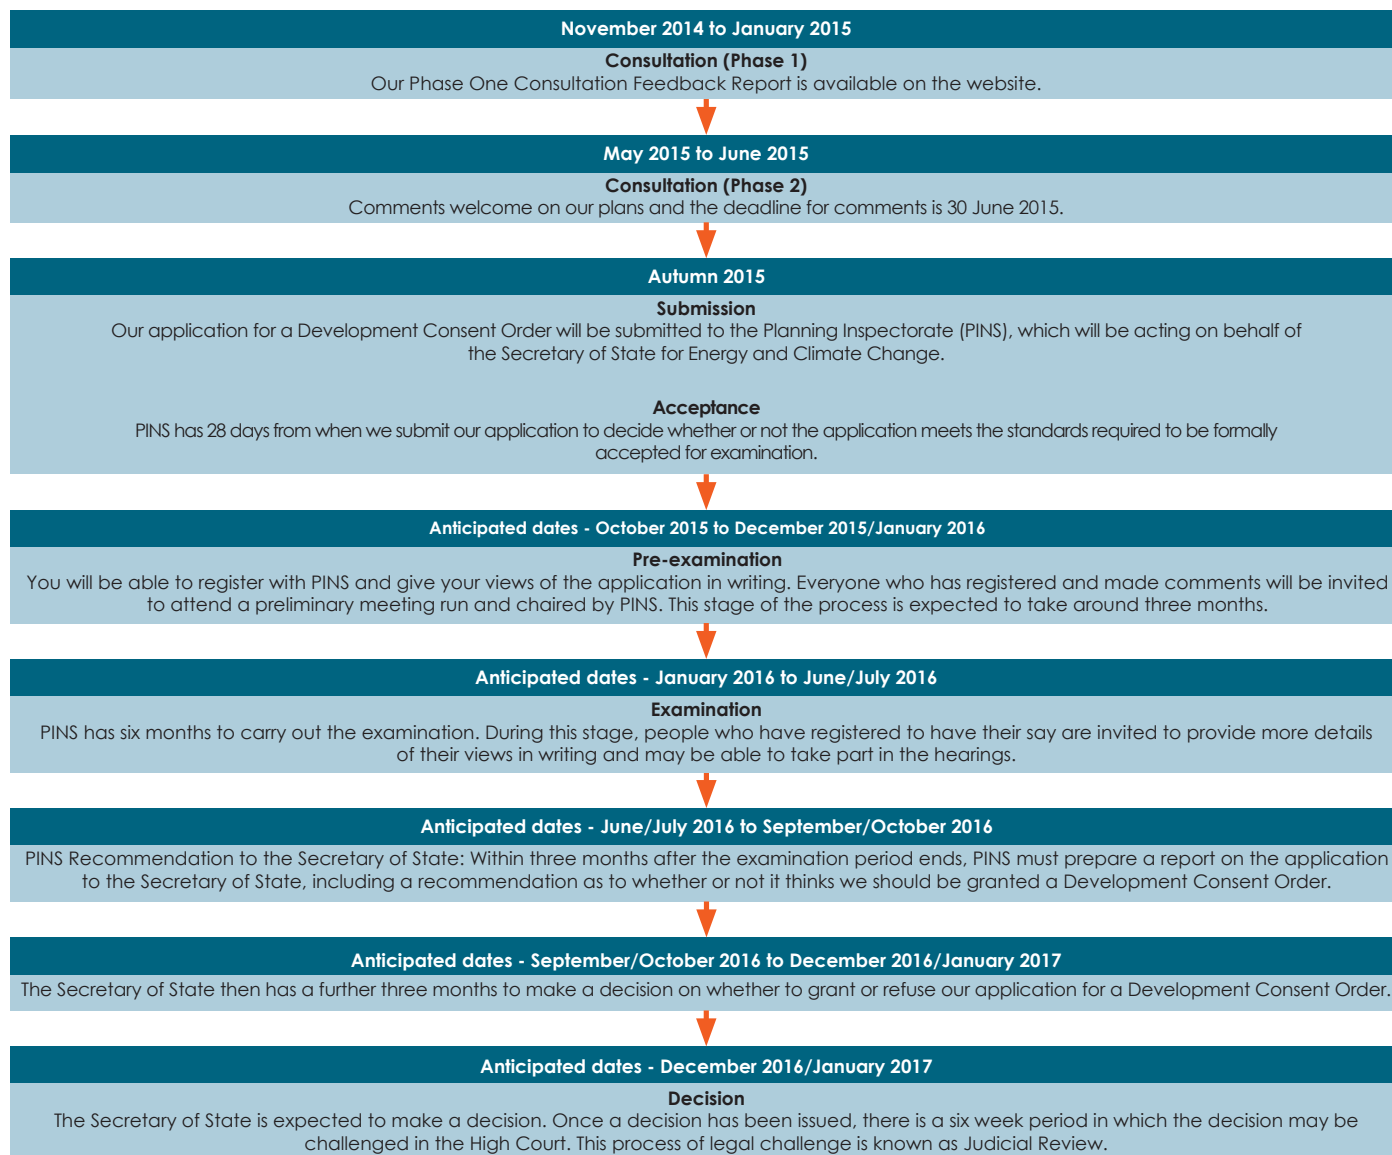 November 2014 to January 2015
Consultation (Phase 1)
Our Phase One Consultation Feedback Report is available on the website.
May 2015 to June 2015
Consultation (Phase 2)
Comments welcome on our plans and the deadline for comments is 30 June 2015.
Autumn 2015
Submission
Our application for a Development Consent Order will be submitted to the Planning Inspectorate (PINS), which will be acting on behalf of
the Secretary of State for Energy and Climate Change.
Acceptance
PINS has 28 days from when we submit our application to decide whether or not the application meets the standards required to be formally
accepted for examination.
Anticipated dates - October 2015 to December 2015/January 2016
Pre-examination
You will be able to register with PINS and give your views of the application in writing. Everyone who has registered and made comments will be invited
to attend a preliminary meeting run and chaired by PINS. This stage of the process is expected to take around three months.
Anticipated dates - January 2016 to June/July 2016
Examination
PINS has six months to carry out the examination. During this stage, people who have registered to have their say are invited to provide more details
of their views in writing and may be able to take part in the hearings.
Anticipated dates - June/July 2016 to September/October 2016
PINS Recommendation to the Secretary of State: Within three months after the examination period ends, PINS must prepare a report on the application
to the Secretary of State, including a recommendation as to whether or not it thinks we should be granted a Development Consent Order.
Anticipated dates - September/October 2016 to December 2016/January 2017
The Secretary of State then has a further three months to make a decision on whether to grant or refuse our application for a Development Consent Order.
Anticipated dates - December 2016/January 2017
Decision
The Secretary of State is expected to make a decision. Once a decision has been issued, there is a six week period in which the decision may be
challenged in the High Court. This process of legal challenge is known as Judicial Review.